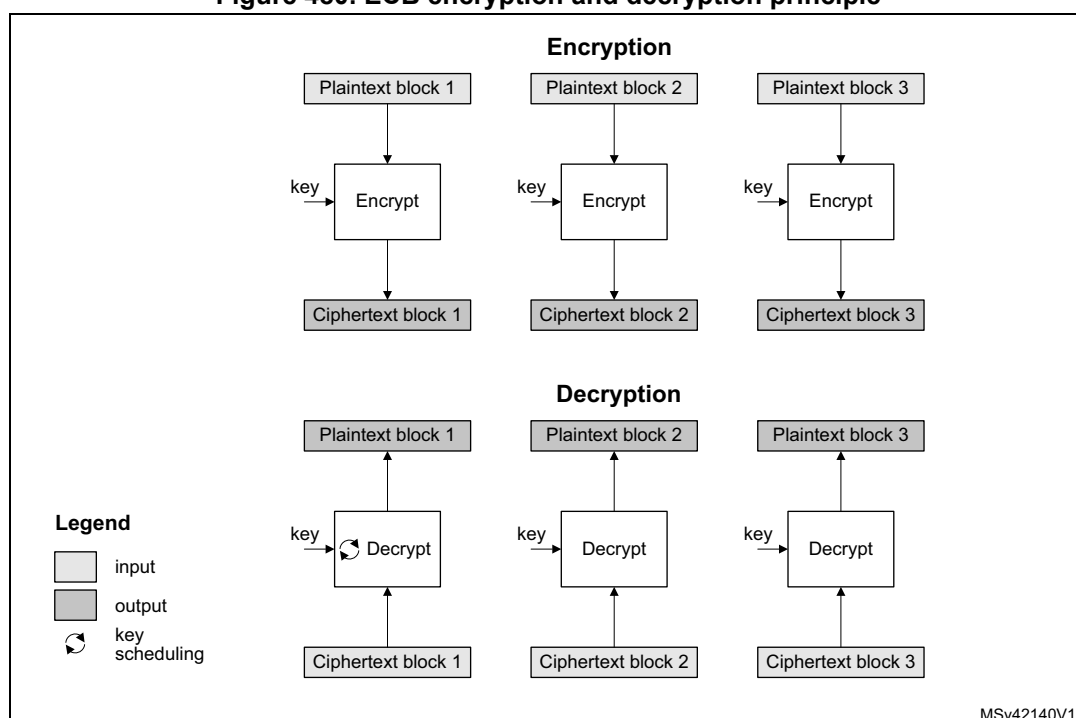 Encryption
Plaintext block 1 Plaintext block 2 Plaintext block 3
key Encrypt key Encrypt key Encrypt
Ciphertext block 1 Ciphertext block 2 Ciphertext block 3
Decryption
Plaintext block 1 Plaintext block 2 Plaintext block 3
key Decrypt key Decrypt key Decrypt
Ciphertext block 1 Ciphertext block 2 Ciphertext block 3
Legend
input
output
key
scheduling
MSv42140V1